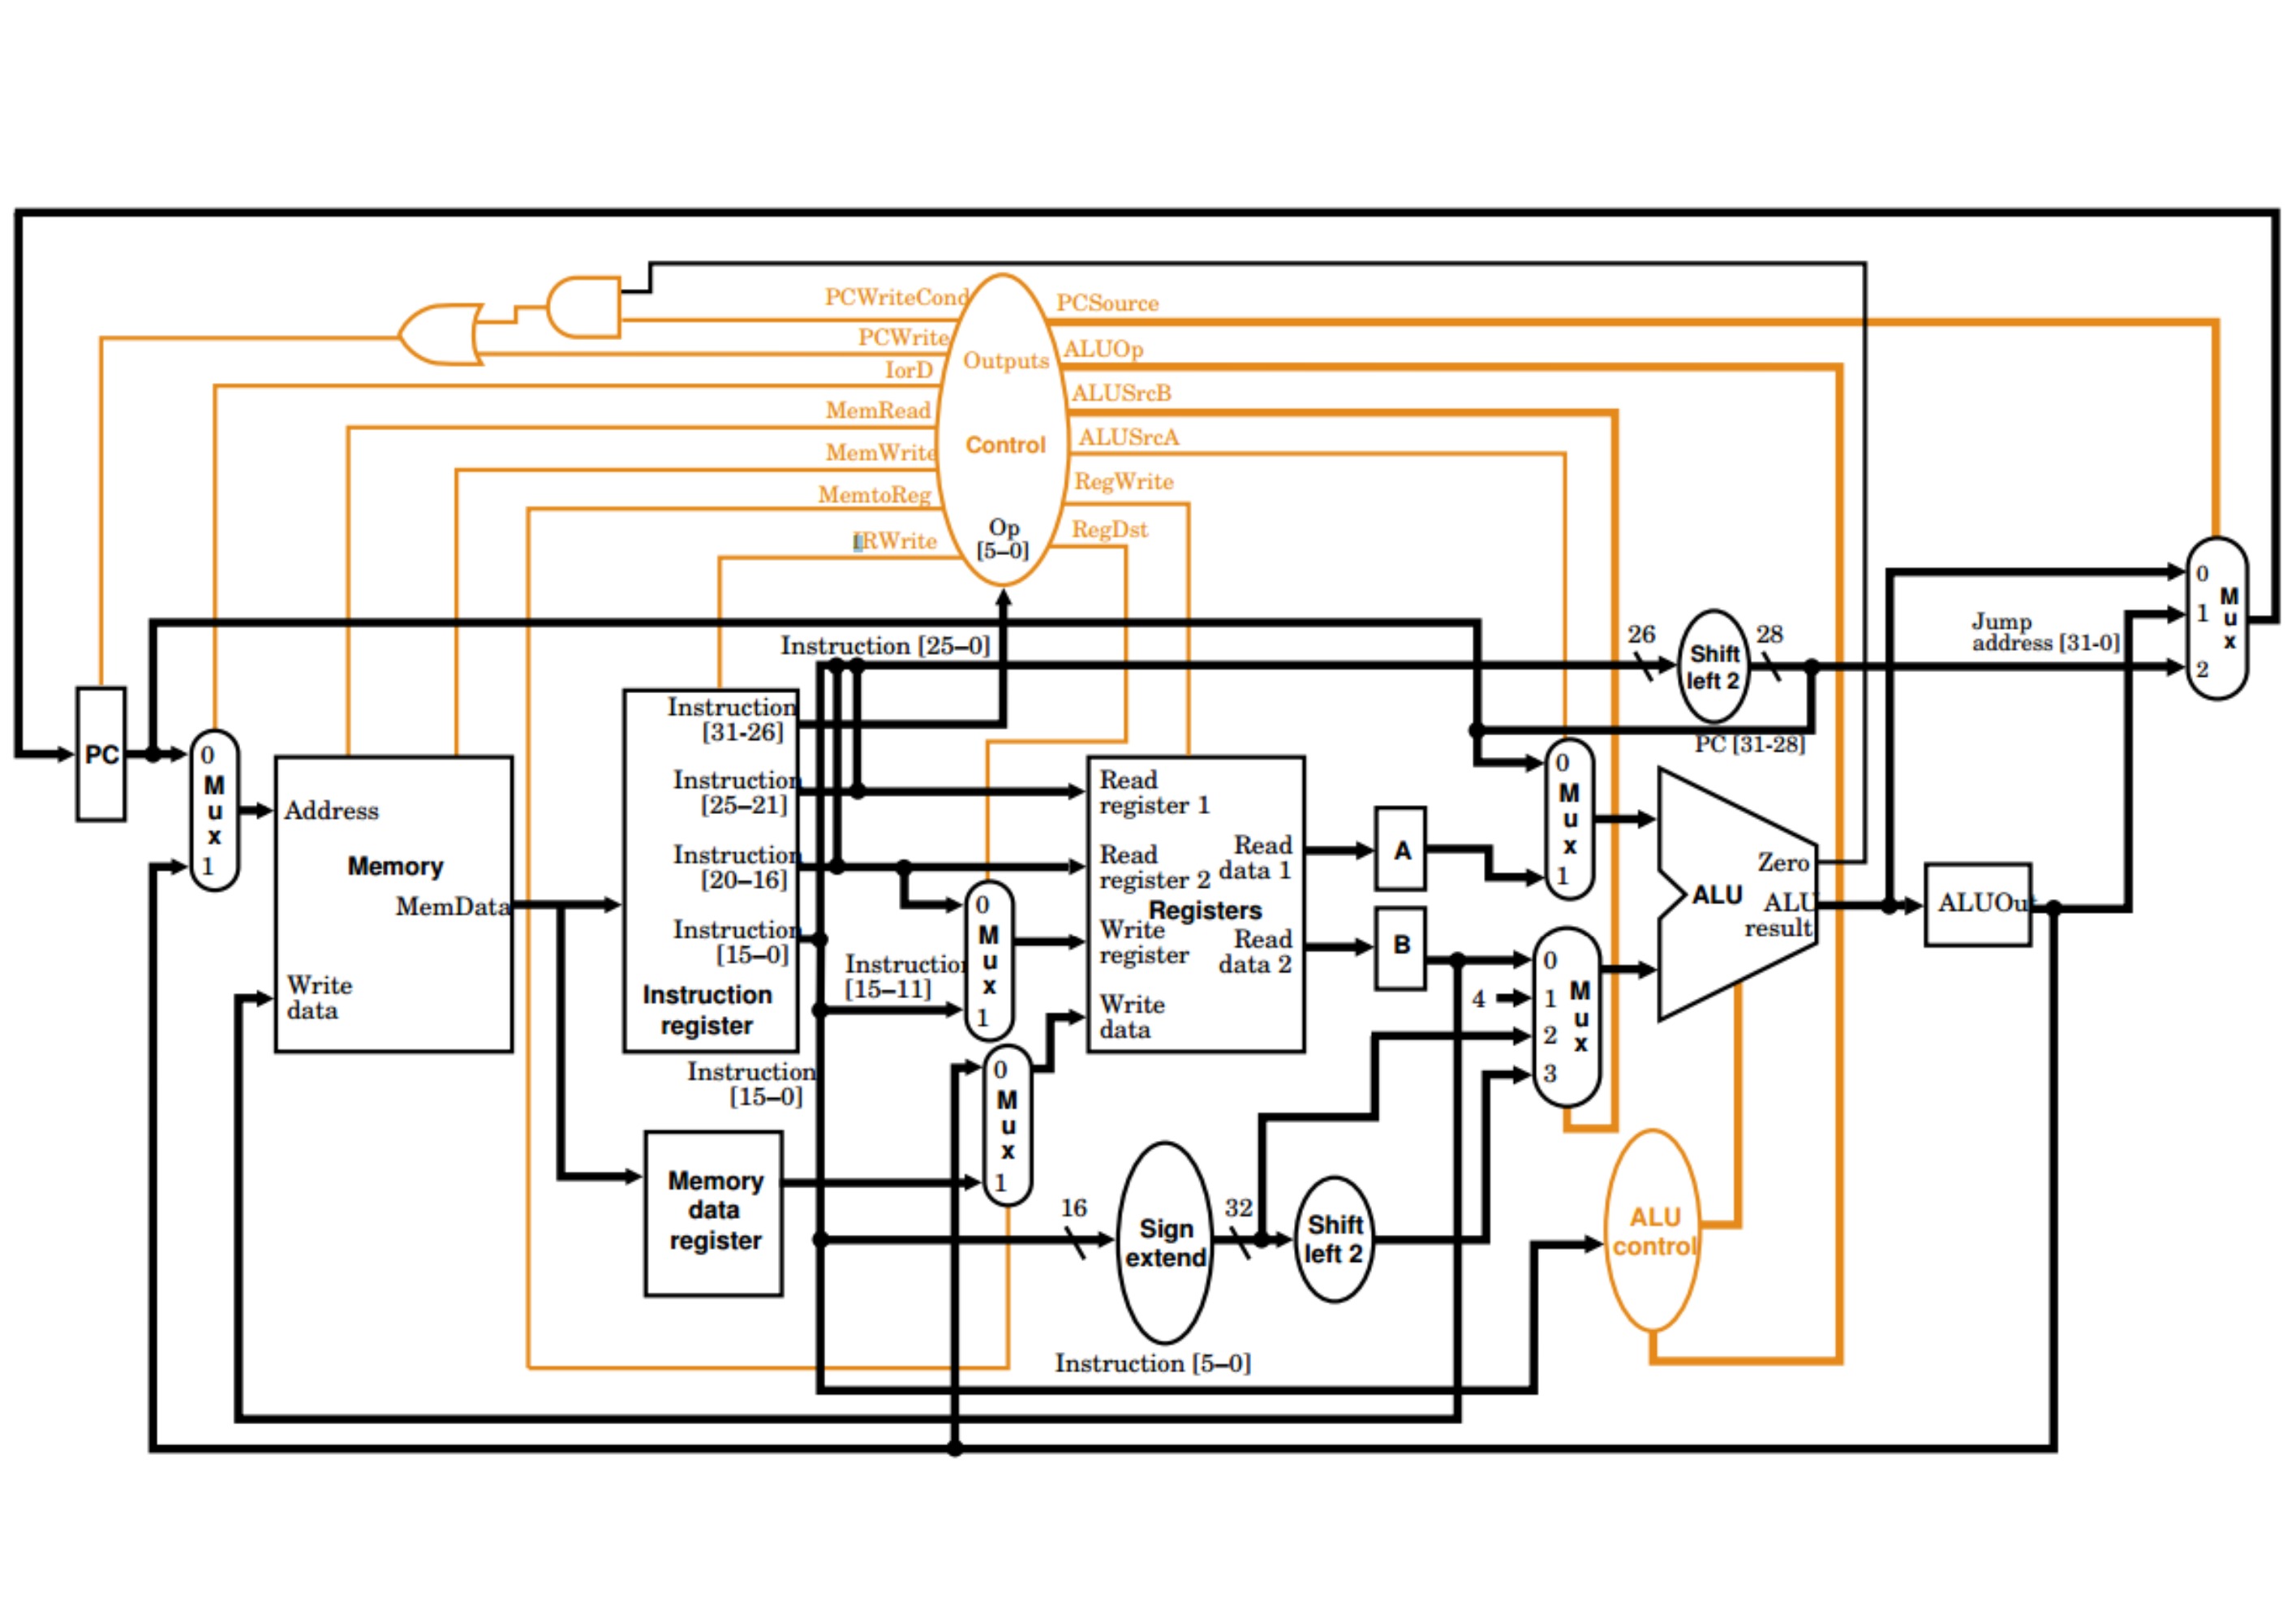 PCWriteCond
PCSource
PCWrite
ALUOp
Outputs
IorD
ALUSrcB
MemRead
ALUSrcA
Control
MemWrite
RegWrite
MemtoReg
RegDst
Op
[5–0]
IRWrite
Instruction [25–0]
26
28
Shift
left 2
Jump
address [31-0]
0
1
2
M
u
x
PC [31-28]
PC
0
M
u
x
1
Address
Memory
MemData
Write
data
Instruction
[31-26]
Instruction
[25–21]
Instruction
[20–16]
Instruction
[15–0]
Instruction
register
Instruction
[15–11]
0
M
u
x
1
Read
register 1
Read
register 2
Registers
Write
register
Write
data
Read
data 1
Read
data 2
A
B
0
M
u
x
1
0
4
1
2
3
M
u
x
Zero
ALU
ALU
result
ALUOut
Instruction
[15–0]
0
M
u
x
1
Memory
data
register
16
Sign
extend
32
Shift
left 2
ALU
control
Instruction [5–0]